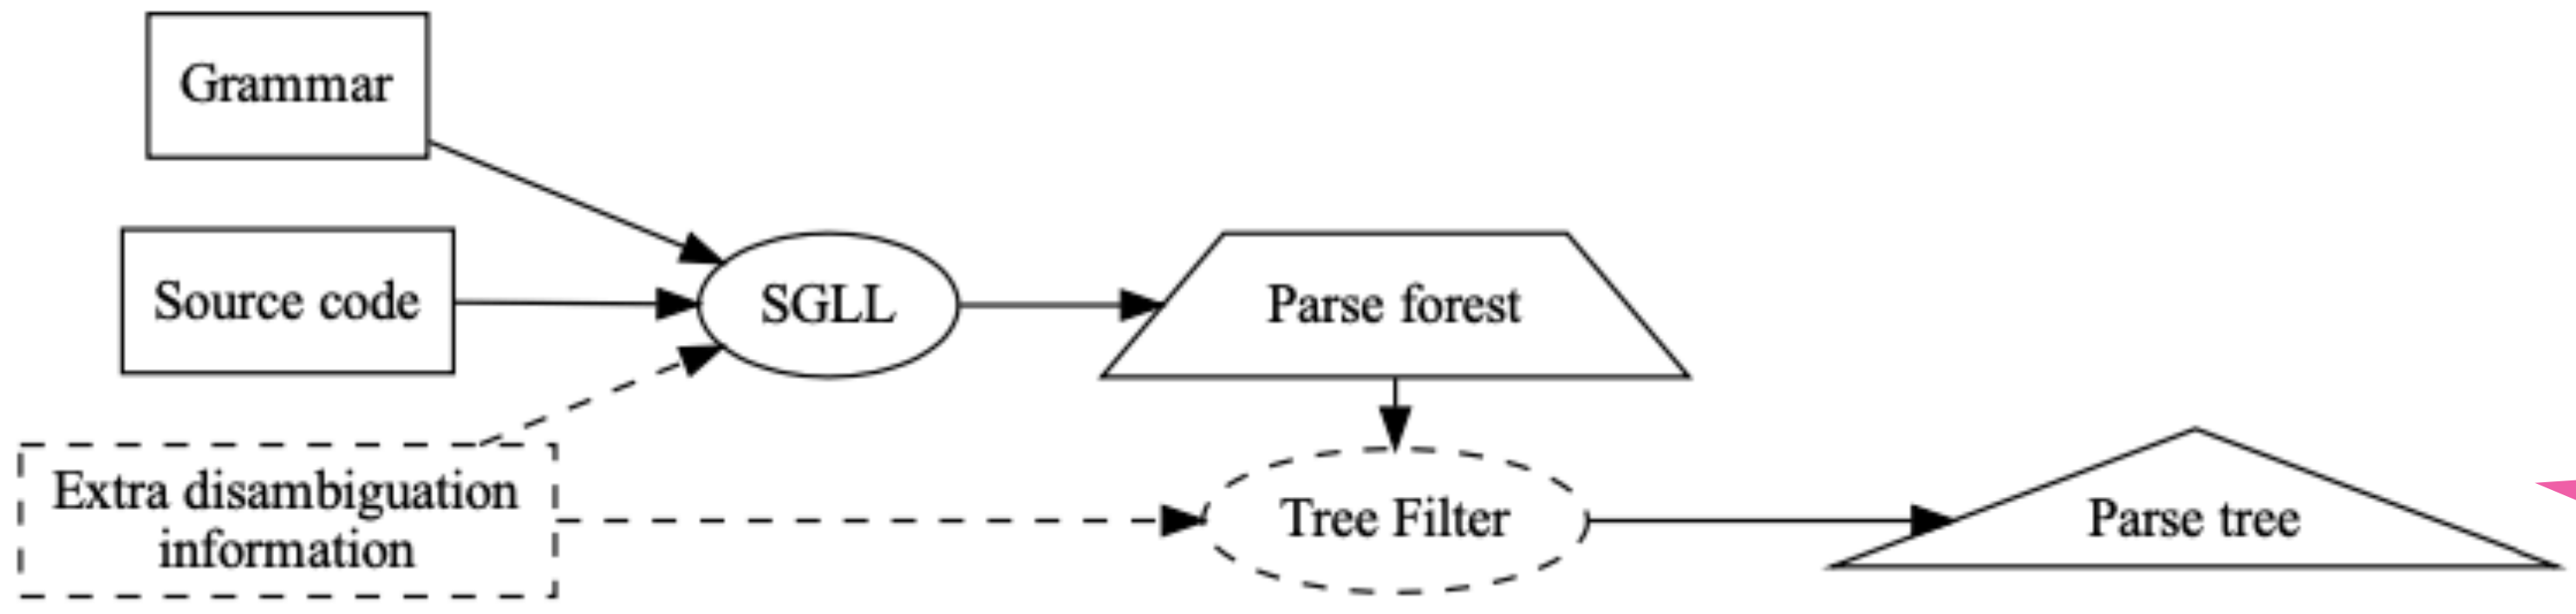 Grammar
Source code
SGLL
Parse forest
Extra disambiguation
information
Tree Filter
Parse tree